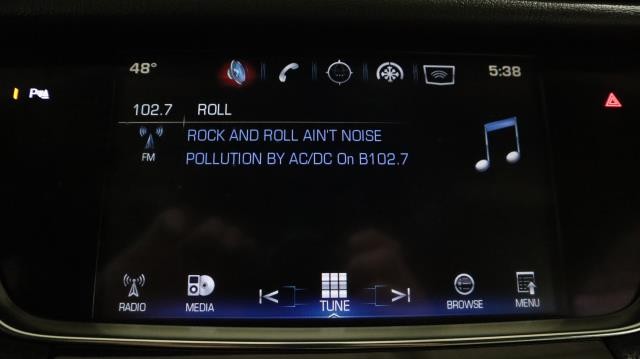 48°
5:38
102.7 ROLL
ROCK AND ROLL AIN'T NOISE
POLLUTION BY AC/DC On B102.7
FM
RADIO MEDIA TUNE BROWSE MENU